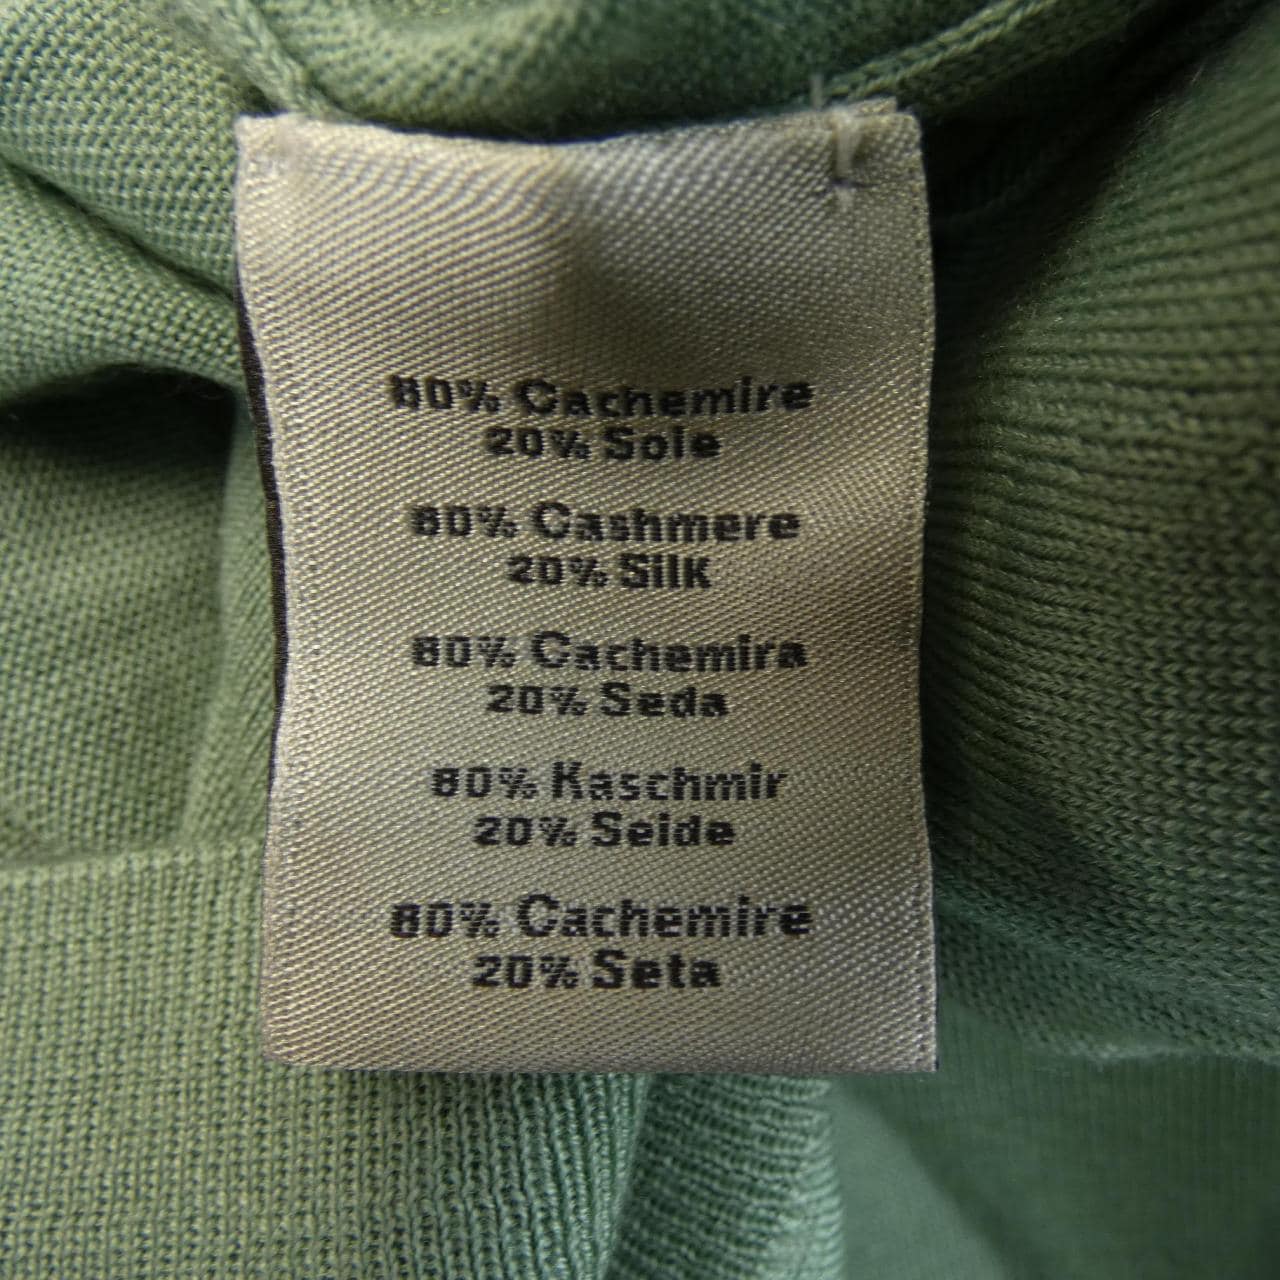 80% Cachemire
20% Soie
80% Cashmere
20% Silk
80% Cachemira
20% Seda
80% Kaschmir
20% Seide
80% Cachemire
20% Seta